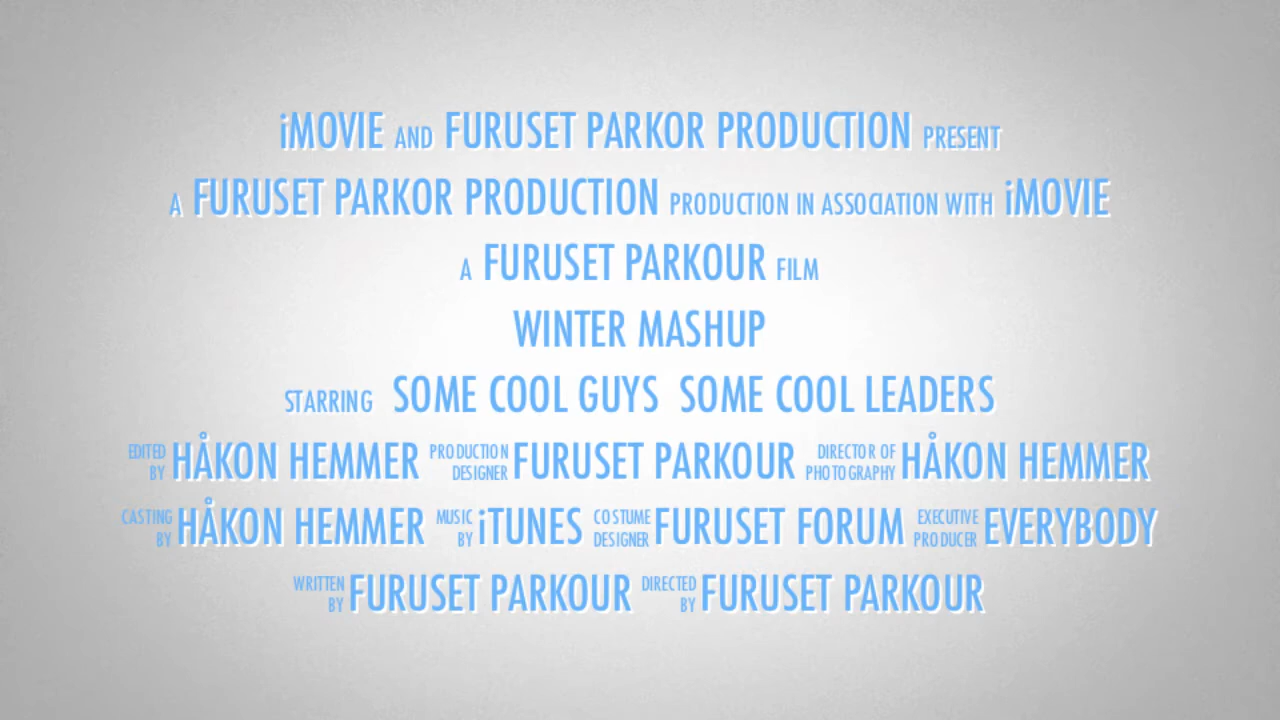 iMOVIE AND FURUSET PARKOR PRODUCTION PRESENT
A FURUSET PARKOR PRODUCTION PRODUCTION IN ASSOCIATION WITH iMOVIE
A FURUSET PARKOUR FILM
WINTER MASHUP
STARRING SOME COOL GUYS SOME COOL LEADERS
EDITED BY HÅKON HEMMER PRODUCTION DESIGNER FURUSET PARKOUR DIRECTOR OF PHOTOGRAPHY HÅKON HEMMER
CASTING BY HÅKON HEMMER MUSIC BY iTUNES COSTUME DESIGNER FURUSET FORUM EXECUTIVE PRODUCER EVERYBODY
WRITTEN BY FURUSET PARKOUR DIRECTED BY FURUSET PARKOUR